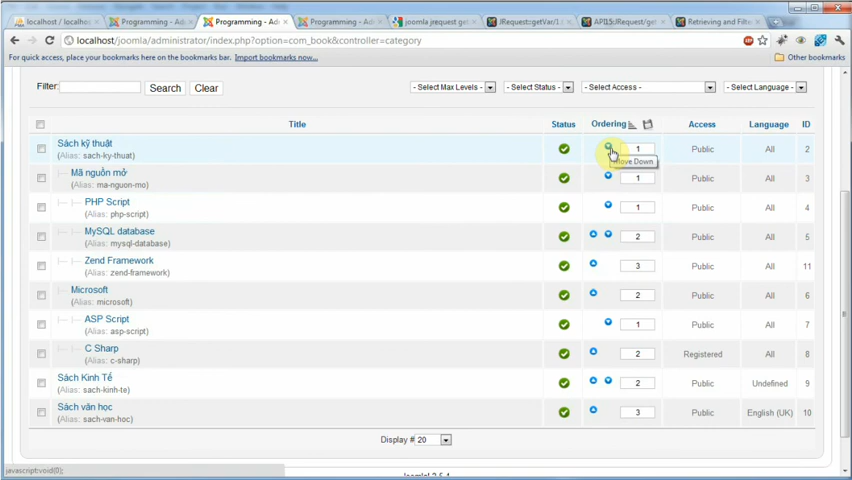 localhost / localhost /
Programming - Ad
Programming - Adm
Programming - Adm
joomla jrequest get
JRequest::getVar/1.
API15:JRequest/get
Retrieving and Filte
localhost/joomla/administrator/index.php?option=com_book&controller=category
For quick access, place your bookmarks here on the bookmarks bar. Import bookmarks now...
Other bookmarks
Filter:
Search
Clear
- Select Max Levels -
- Select Status -
- Select Access -
- Select Language -
Title Status Ordering Access Language ID
Sách kỹ thuật 1 Public All 2
(Alias: sach-ky-thuat)
Move Down
Mã nguồn mở 1 Public All 3
(Alias: ma-nguon-mo)
PHP Script 1 Public All 4
(Alias: php-script)
MySQL database 2 Public All 5
(Alias: mysql-database)
Zend Framework 3 Public All 11
(Alias: zend-framework)
Microsoft 2 Public All 6
(Alias: microsoft)
ASP Script 1 Public All 7
(Alias: asp-script)
C Sharp 2 Registered All 8
(Alias: c-sharp)
Sách Kinh Tế 2 Public Undefined 9
(Alias: sach-kinh-te)
Sách văn học 3 Public English (UK) 10
(Alias: sach-van-hoc)
Display # 20
javascript:void(0);